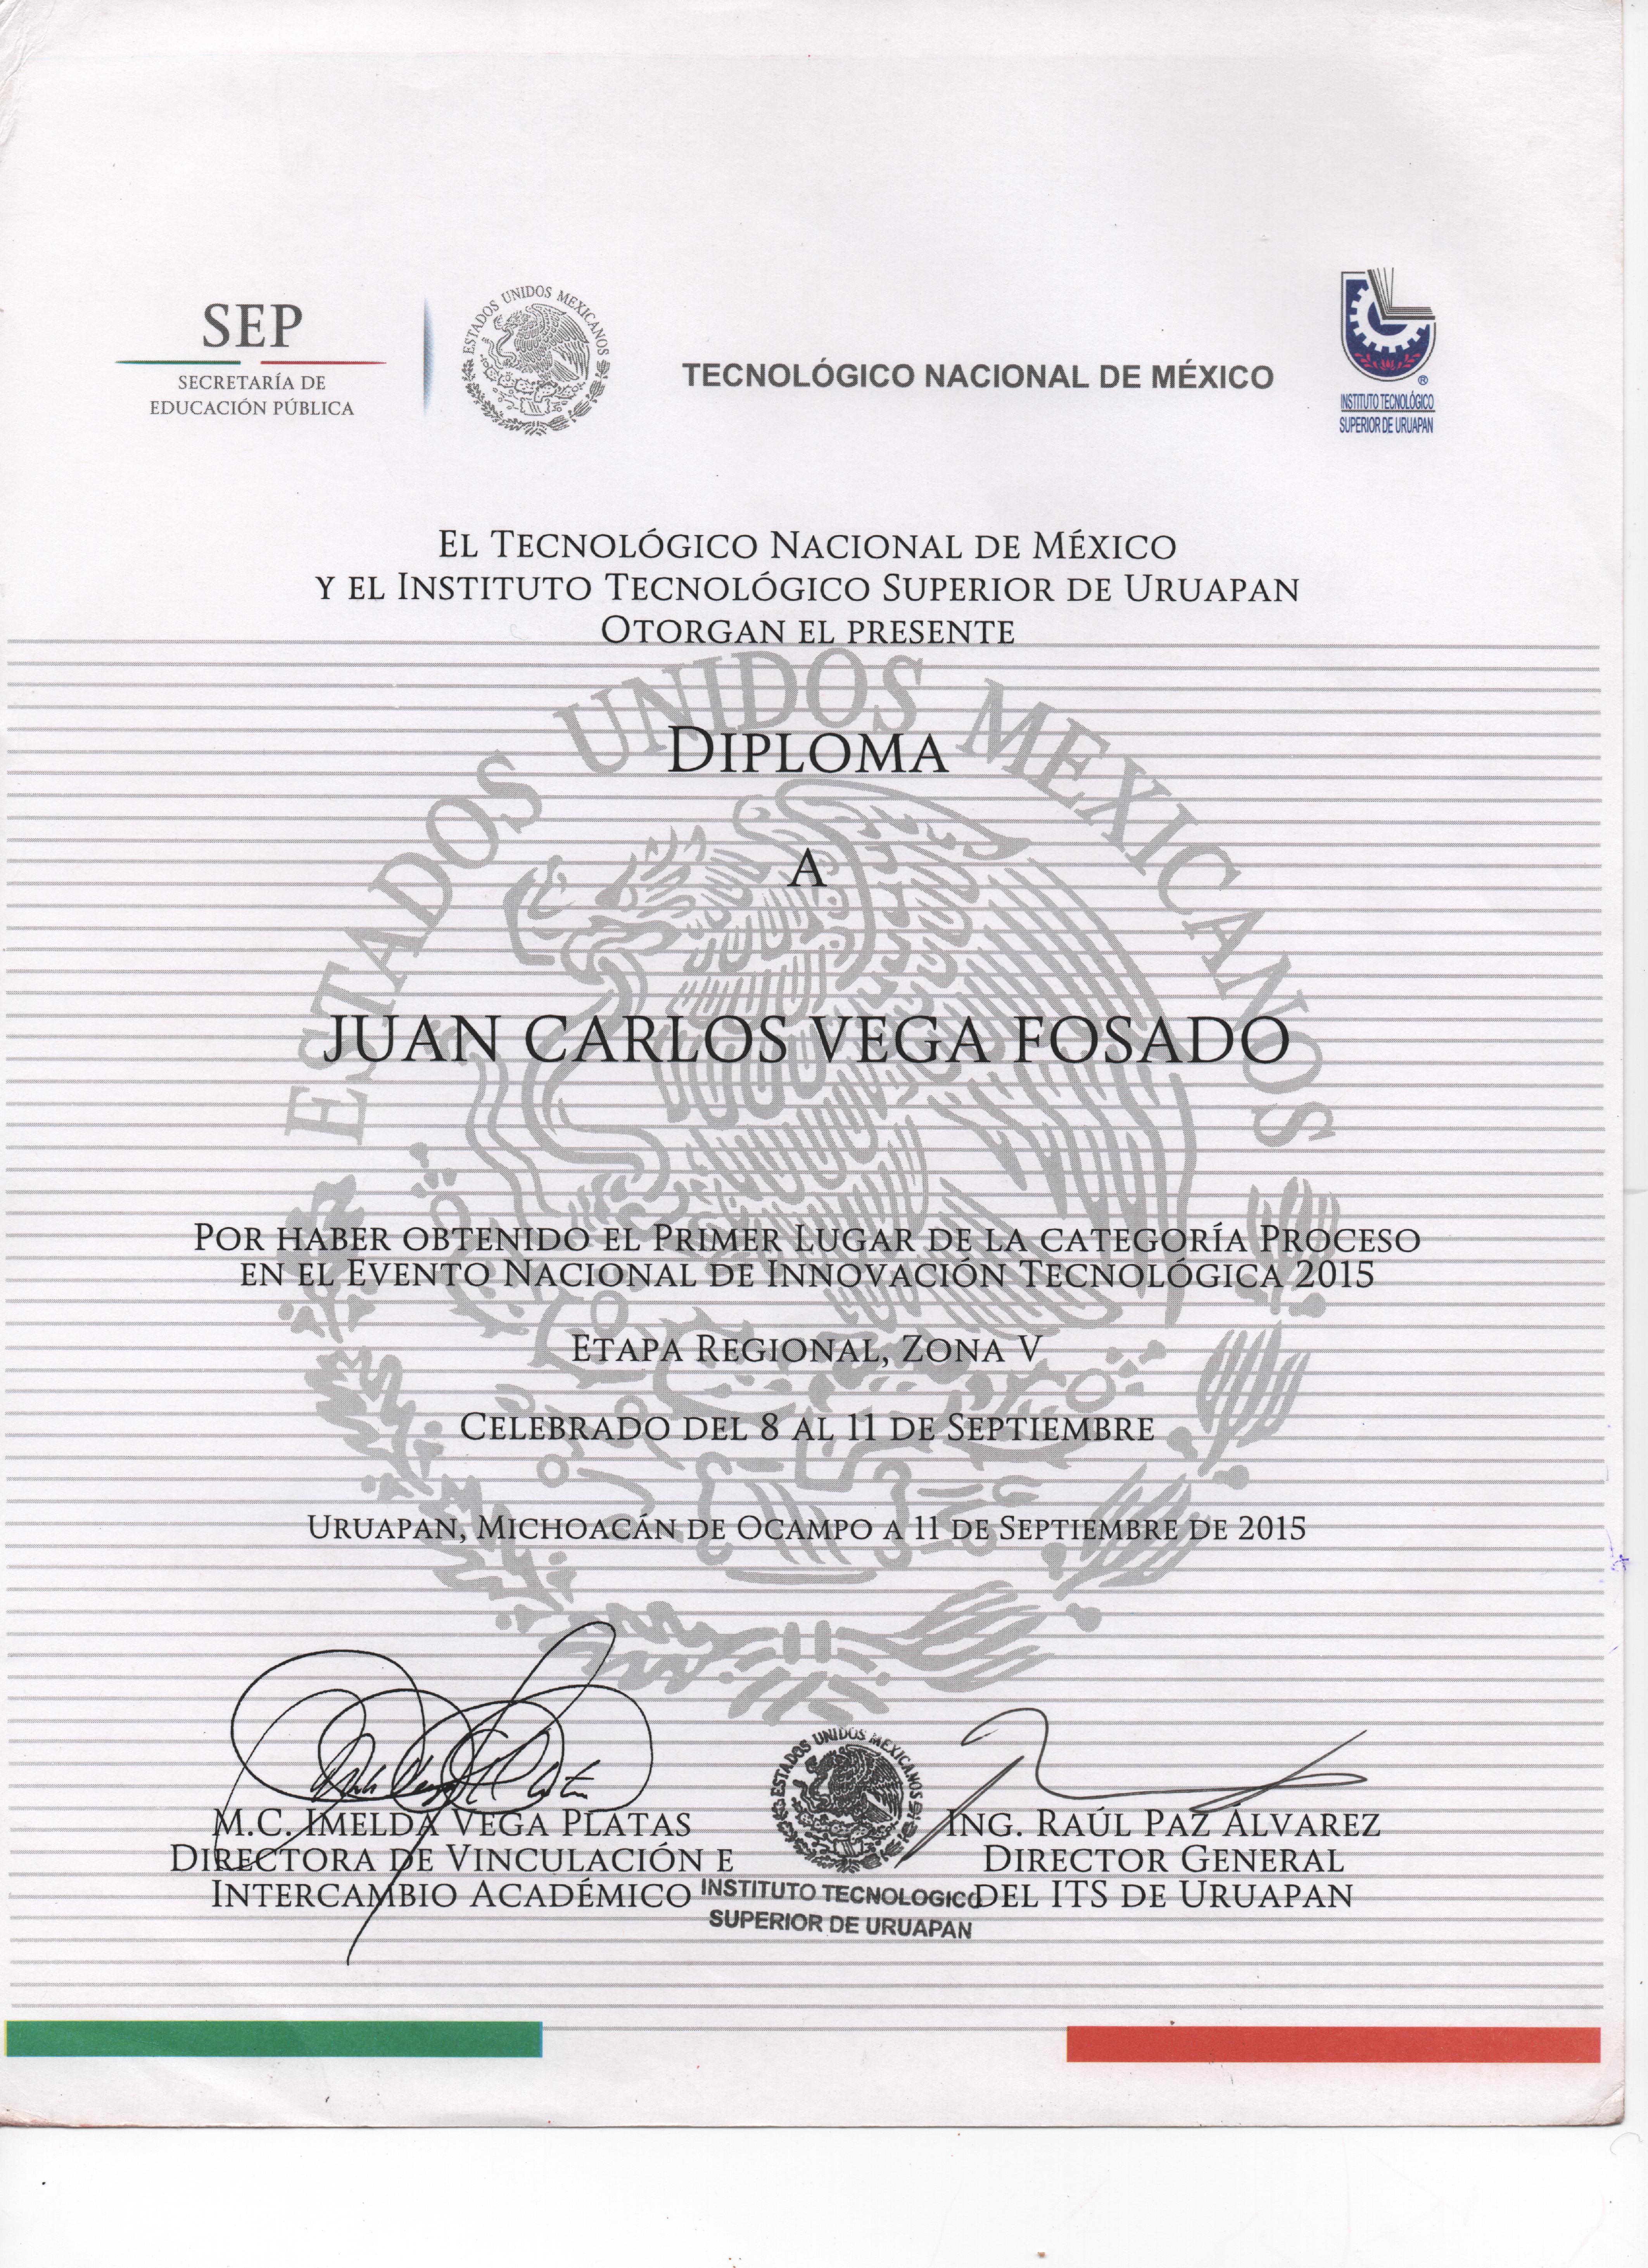 SEP
SECRETARÍA DE
EDUCACIÓN PÚBLICA
ESTADOS UNIDOS MEXICANOS
TECNOLÓGICO NACIONAL DE MÉXICO
®
INSTITUTO TECNOLÓGICO
SUPERIOR DE URUAPAN
EL TECNOLÓGICO NACIONAL DE MÉXICO
Y EL INSTITUTO TECNOLÓGICO SUPERIOR DE URUAPAN
OTORGAN EL PRESENTE
ESTADOS UNIDOS MEXICANOS
DIPLOMA
A
JUAN CARLOS VEGA FOSADO
POR HABER OBTENIDO EL PRIMER LUGAR DE LA CATEGORÍA PROCESO
EN EL EVENTO NACIONAL DE INNOVACIÓN TECNOLÓGICA 2015
ETAPA REGIONAL, ZONA V
CELEBRADO DEL 8 AL 11 DE SEPTIEMBRE
URUAPAN, MICHOACÁN DE OCAMPO A 11 DE SEPTIEMBRE DE 2015
M.C. IMELDA VEGA PLATAS
DIRECTORA DE VINCULACIÓN E
INTERCAMBIO ACADÉMICO
ESTADOS UNIDOS MEXICANOS
INSTITUTO TECNOLOGICO
SUPERIOR DE URUAPAN
ING. RAÚL PAZ ÁLVAREZ
DIRECTOR GENERAL
DEL ITS DE URUAPAN